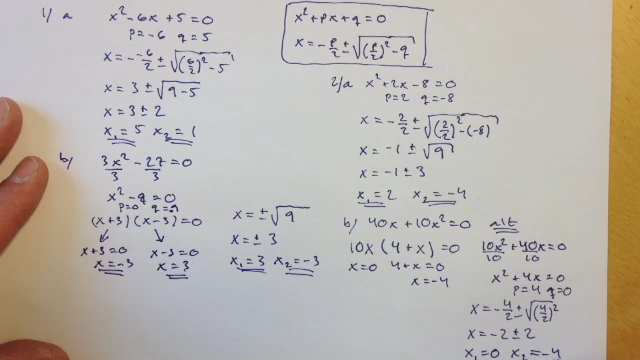 1) a x² - 6x + 5 = 0
p = -6 q = 5
x = - -6/2 ± √((6/2)² - 5)
x = 3 ± √(9-5)
x = 3 ± 2
x₁ = 5 x₂ = 1
b) 3x²/3 - 27/3 = 0
x² - 9 = 0
p=0 q=9
(x+3)(x-3) = 0
x+3=0 x-3=0
x=-3 x=3
x = ±√9
x = ±3
x₁ = 3 x₂ = -3
x² + px + q = 0
x = -p/2 ± √((p/2)² - q)
2/a x² + 2x - 8 = 0
p=2 q=-8
x = -2/2 ± √((2/2)² - (-8))
x = -1 ± √9
x = -1 ± 3
x₁ = 2 x₂ = -4
b) 40x + 10x² = 0
10x(4+x) = 0
x=0 4+x=0
x=-4
alt
10x²/10 + 40x/10 = 0
x² + 4x = 0
p=4 q=0
x = -4/2 ± √((4/2)²)
x = -2 ± 2
x₁ = 0 x₂ = -4